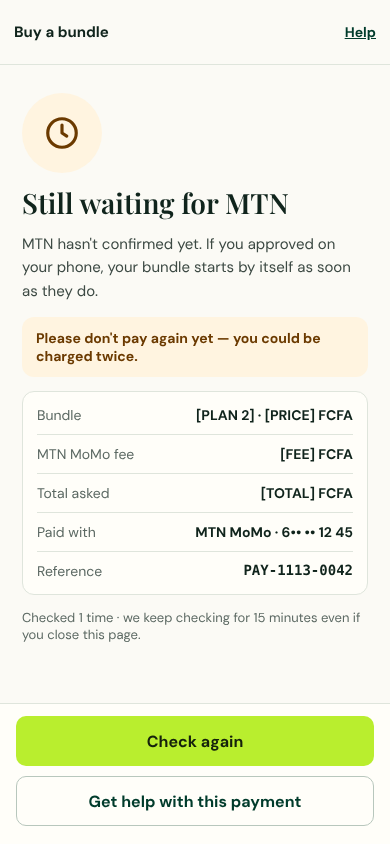 Buy a bundle
Help
Still waiting for MTN
MTN hasn't confirmed yet. If you approved on
your phone, your bundle starts by itself as soon
as they do.
Please don't pay again yet — you could be
charged twice.
Bundle [PLAN 2] · [PRICE] FCFA
MTN MoMo fee [FEE] FCFA
Total asked [TOTAL] FCFA
Paid with MTN MoMo · 6•• •• 12 45
Reference PAY-1113-0042
Checked 1 time · we keep checking for 15 minutes even if
you close this page.
Check again
Get help with this payment